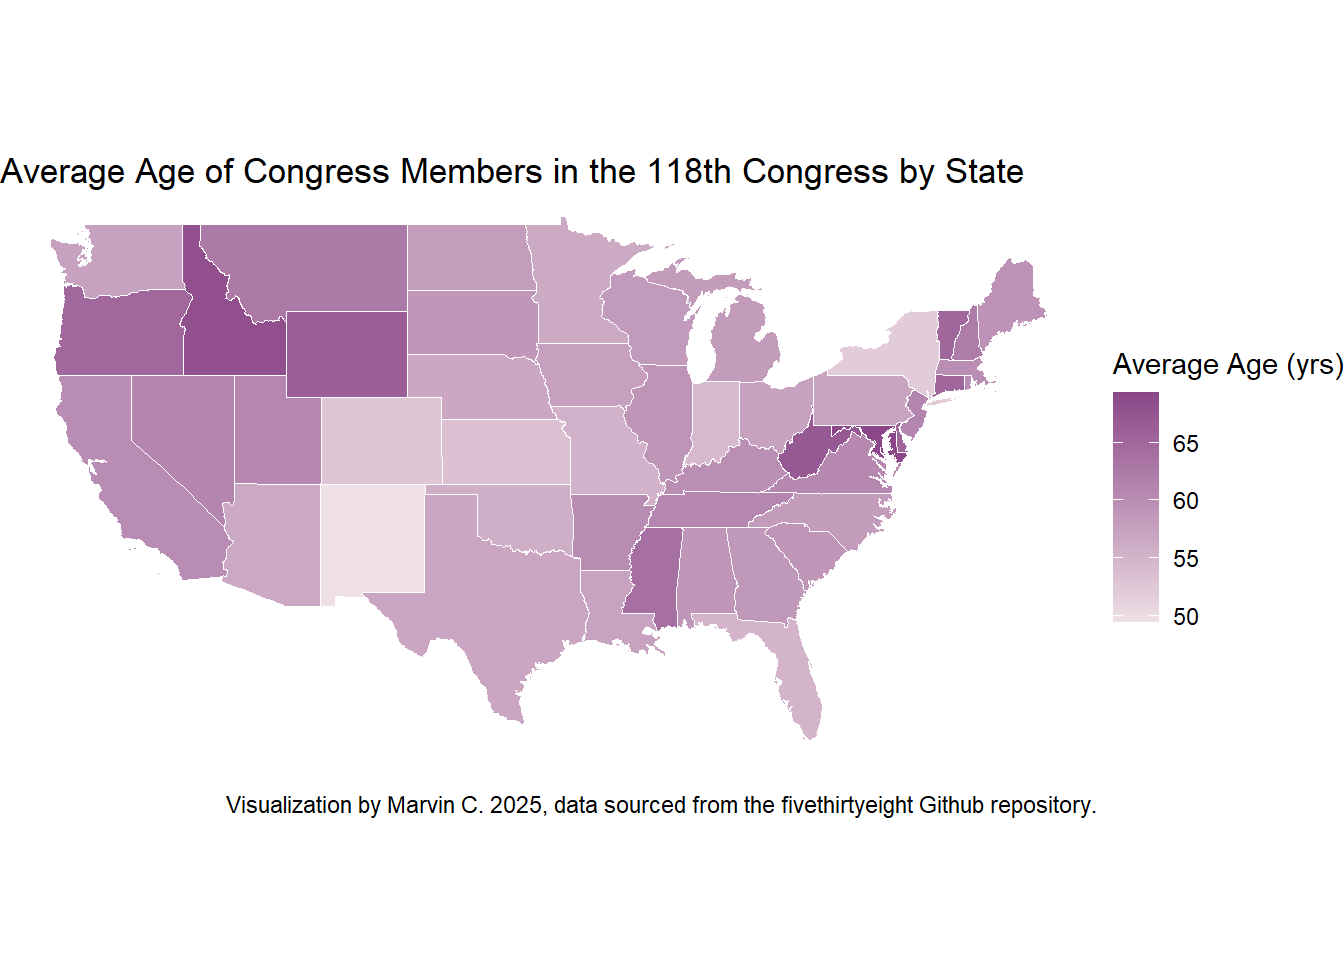 Average Age of Congress Members in the 118th Congress by State
Average Age (yrs)
65
60
55
50
Visualization by Marvin C. 2025, data sourced from the fivethirtyeight Github repository.